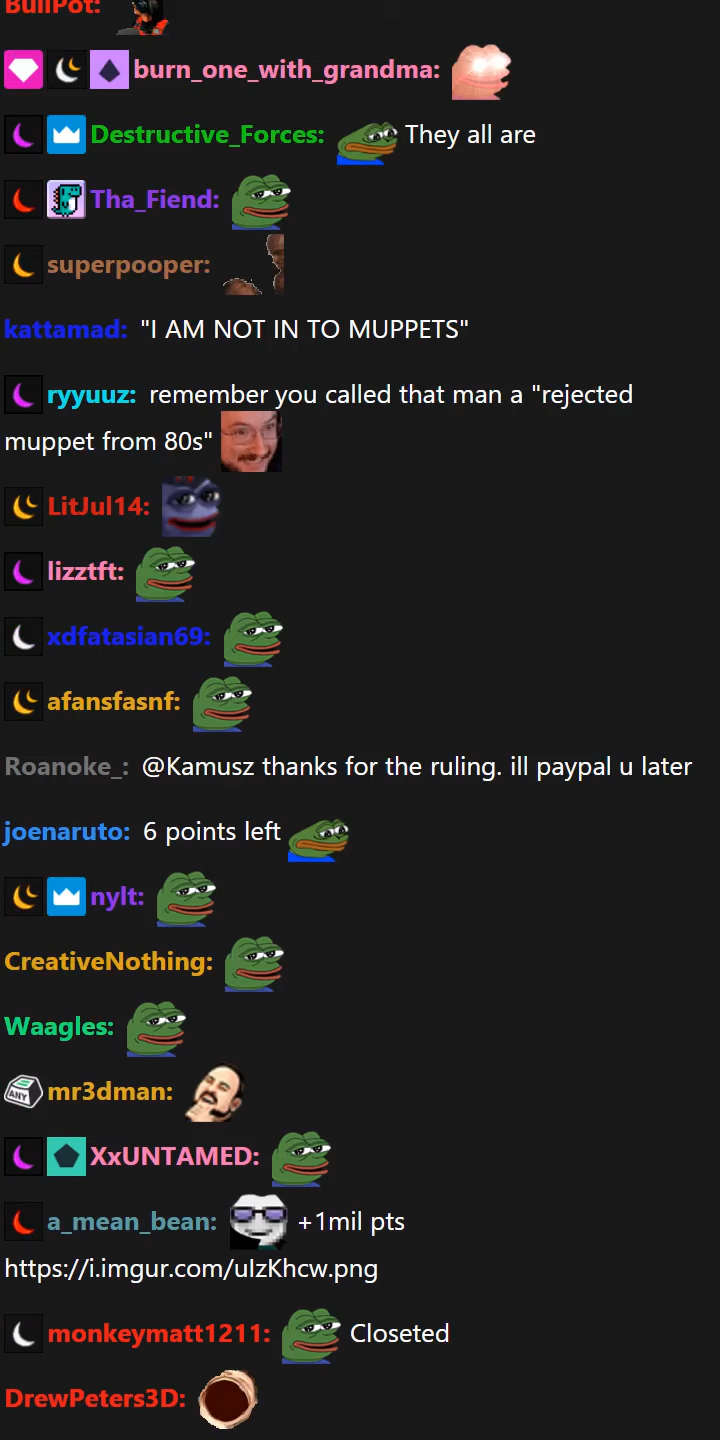 BullPot:
burn_one_with_grandma:
Destructive_Forces: They all are
Tha_Fiend:
superpooper:
kattamad: "I AM NOT IN TO MUPPETS"
ryyuuz: remember you called that man a "rejected
muppet from 80s"
LitJul14:
lizztft:
xdfatasian69:
afansfasnf:
Roanoke_: @Kamusz thanks for the ruling. ill paypal u later
joenaruto: 6 points left
nylt:
CreativeNothing:
Waagles:
ANY mr3dman:
XxUNTAMED:
a_mean_bean: +1mil pts
https://i.imgur.com/uIzKhcw.png
monkeymatt1211: Closeted
DrewPeters3D: